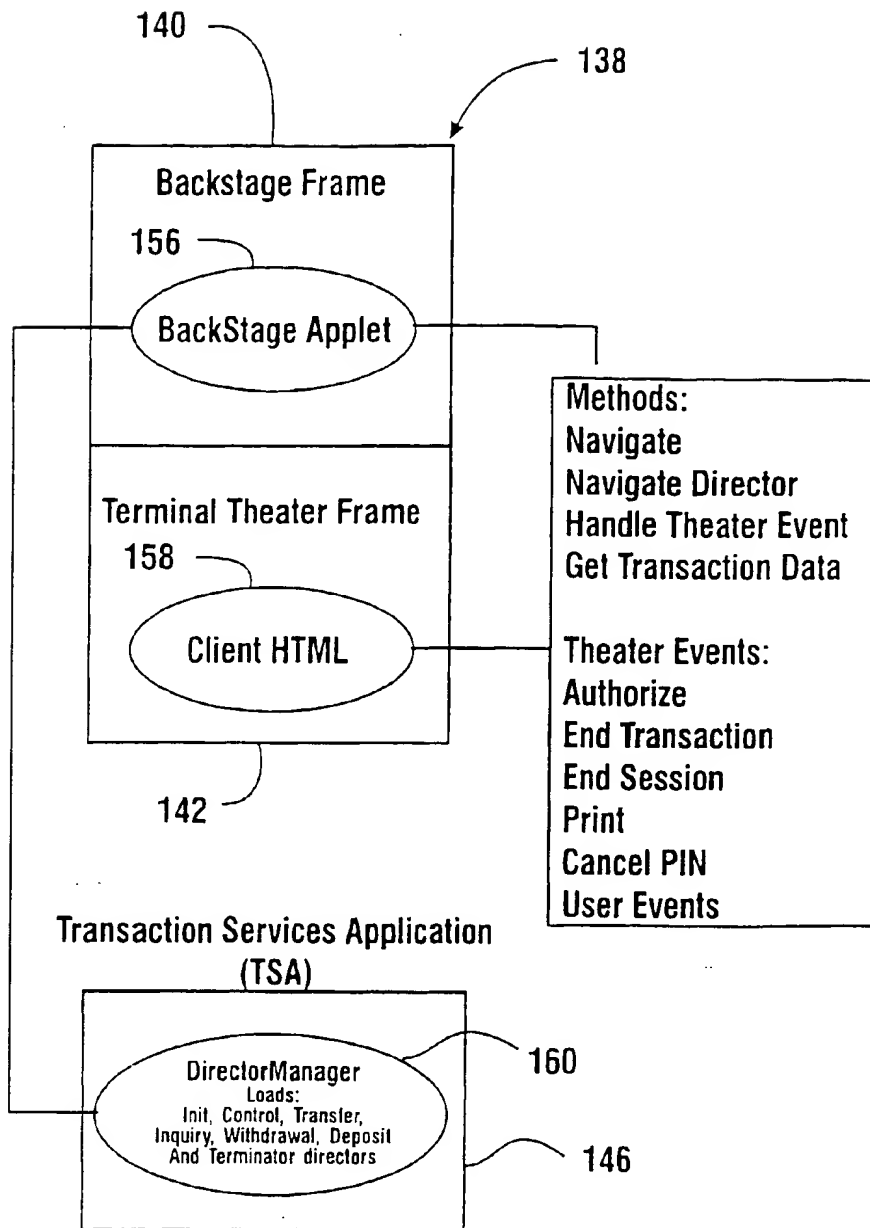 140
138
Backstage Frame
156
BackStage Applet
Methods:
Navigate
Navigate Director
Handle Theater Event
Get Transaction Data
Theater Events:
Authorize
End Transaction
End Session
Print
Cancel PIN
User Events
Terminal Theater Frame
158
Client HTML
142
Transaction Services Application
(TSA)
DirectorManager
Loads:
Init, Control, Transfer,
Inquiry, Withdrawal, Deposit
And Terminator directors
160
146